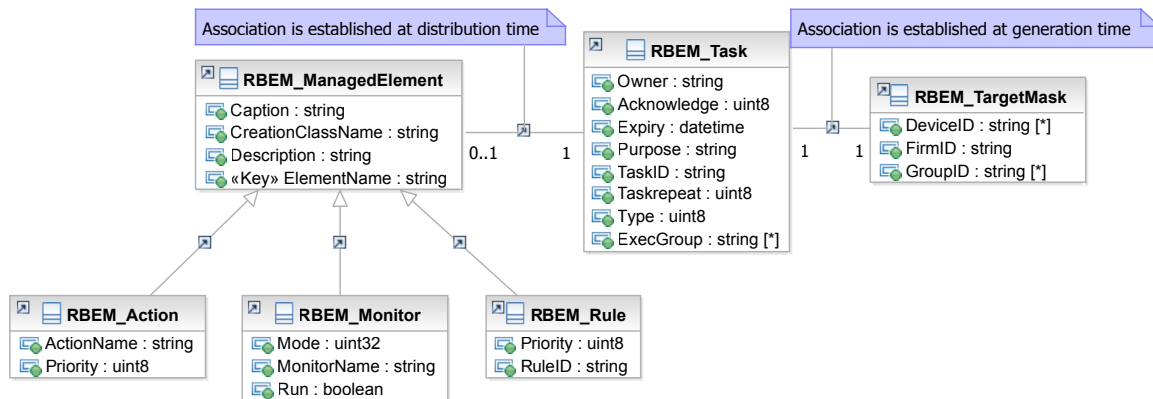 Association is established at distribution time
Association is established at generation time
RBEM_ManagedElement
Caption : string
CreationClassName : string
Description : string
«Key» ElementName : string
0..1
1
RBEM_Task
Owner : string
Acknowledge : uint8
Expiry : datetime
Purpose : string
TaskID : string
Taskrepeat : uint8
Type : uint8
ExecGroup : string [*]
1
1
RBEM_TargetMask
DeviceID : string [*]
FirmID : string
GroupID : string [*]
RBEM_Action
ActionName : string
Priority : uint8
RBEM_Monitor
Mode : uint32
MonitorName : string
Run : boolean
RBEM_Rule
Priority : uint8
RuleID : string